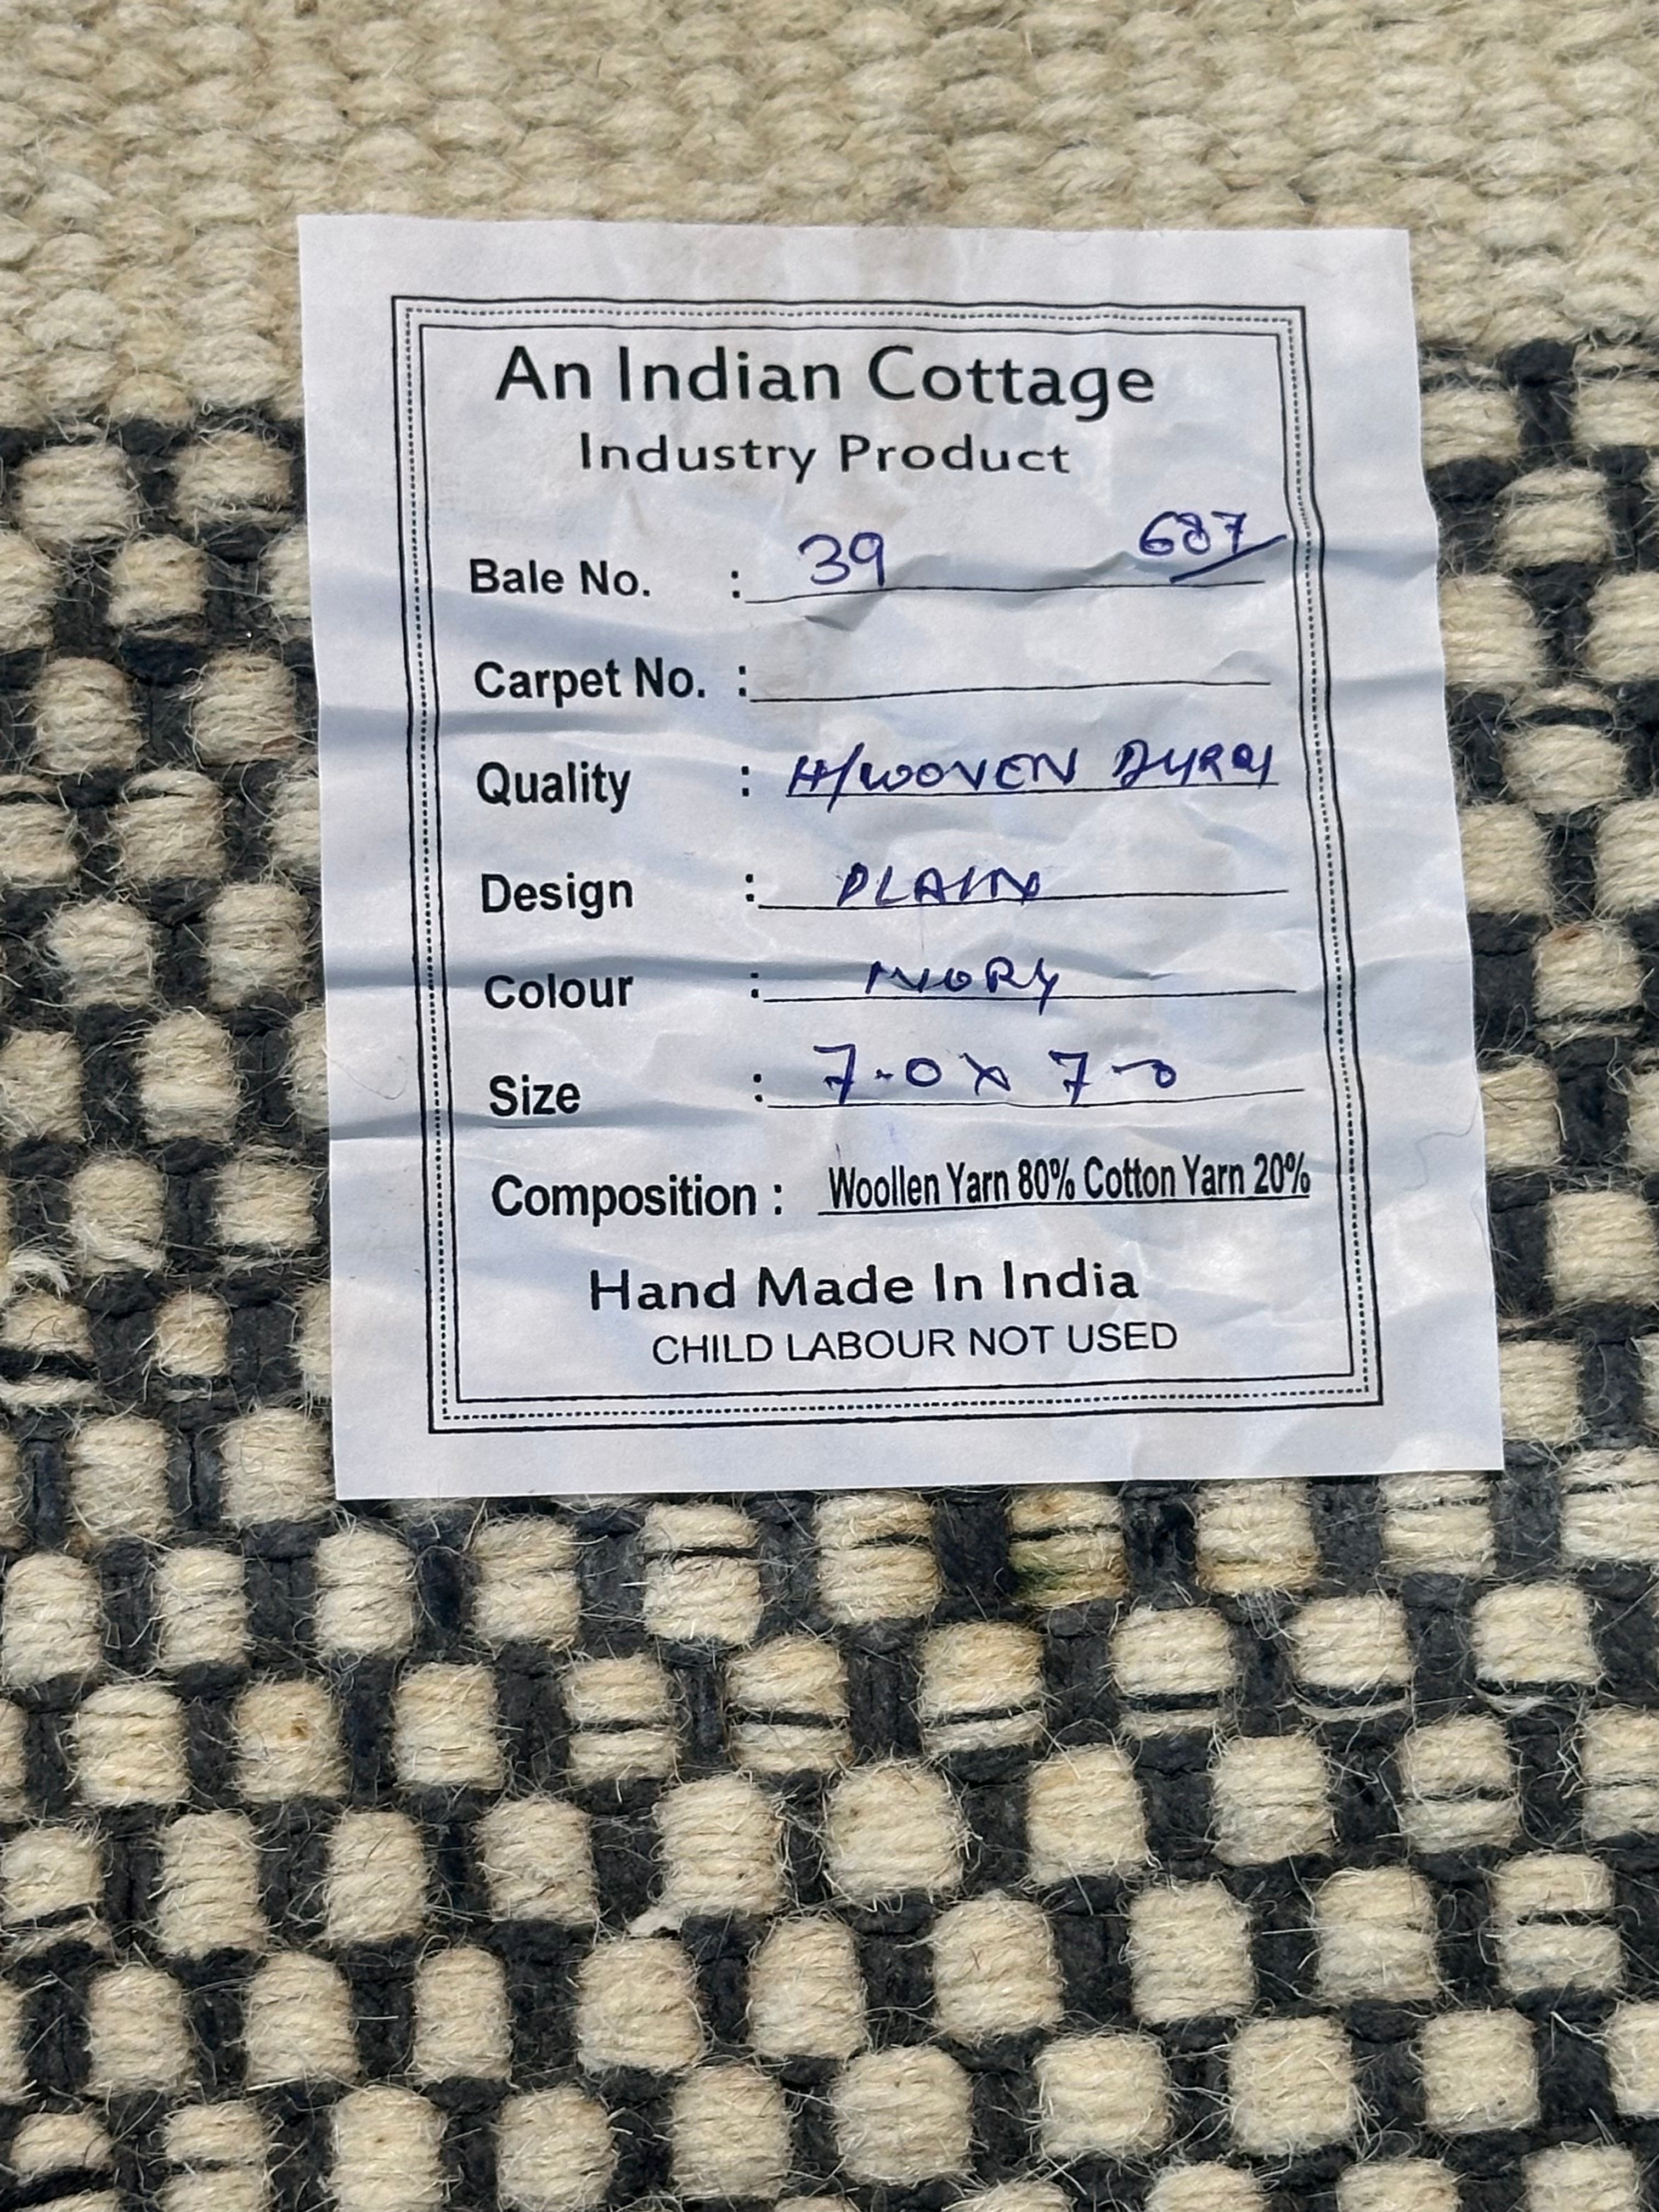 An Indian Cottage
Industry Product
Bale No. : 39 687
Carpet No. :
Quality : H/WOVEN DURRY
Design : PLAIN
Colour : IVORY
Size : 7-0 x 7-0
Composition : Woollen Yarn 80% Cotton Yarn 20%
Hand Made In India
CHILD LABOUR NOT USED